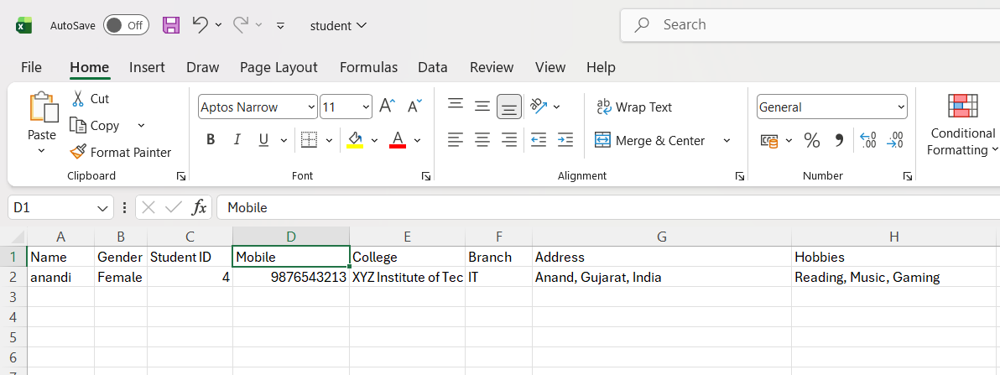 AutoSave Off student Search
File Home Insert Draw Page Layout Formulas Data Review View Help
Paste
Cut
Copy
Format Painter
Clipboard
Aptos Narrow 11 A A
B I U A
Font
ab Wrap Text
Merge & Center
Alignment
General
% 9 ←0 .00 .00 →0
Number
Conditional
Formatting
D1 fx Mobile
A B C D E F G H
1 Name Gender Student ID Mobile College Branch Address Hobbies
2 anandi Female 4 9876543213 XYZ Institute of Tec IT Anand, Gujarat, India Reading, Music, Gaming
3
4
5
6